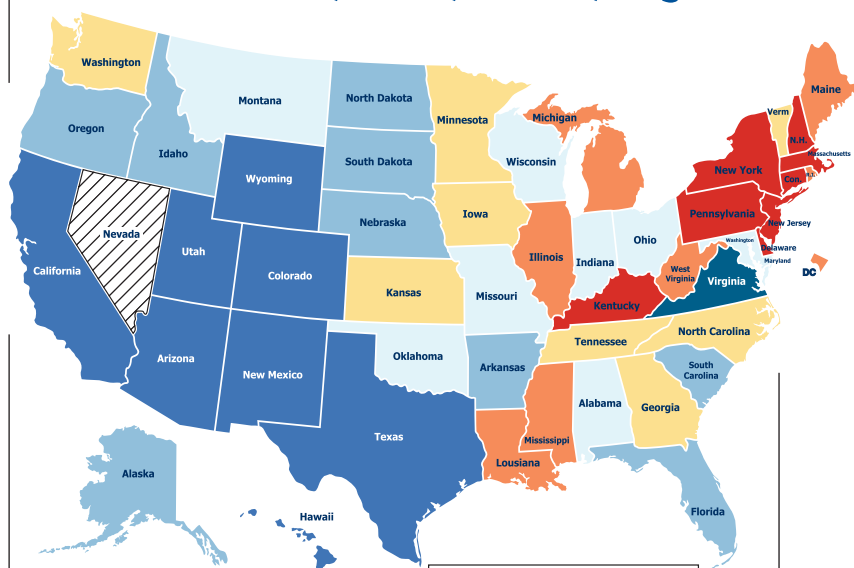 Washington
Montana
North Dakota
Minnesota
Michigan
Maine
Verm
N.H.
Massachusetts
Oregon
Idaho
South Dakota
Wisconsin
New York
Con.
R.I.
Wyoming
Nebraska
Iowa
Pennsylvania
New Jersey
Nevada
Utah
Colorado
Illinois
Indiana
Ohio
Washington
Delaware
Maryland
DC
West
Virginia
Virginia
California
Kansas
Missouri
Kentucky
Tennessee
North Carolina
Arizona
New Mexico
Oklahoma
Arkansas
South
Carolina
Alabama
Georgia
Texas
Mississippi
Lousiana
Alaska
Hawaii
Florida